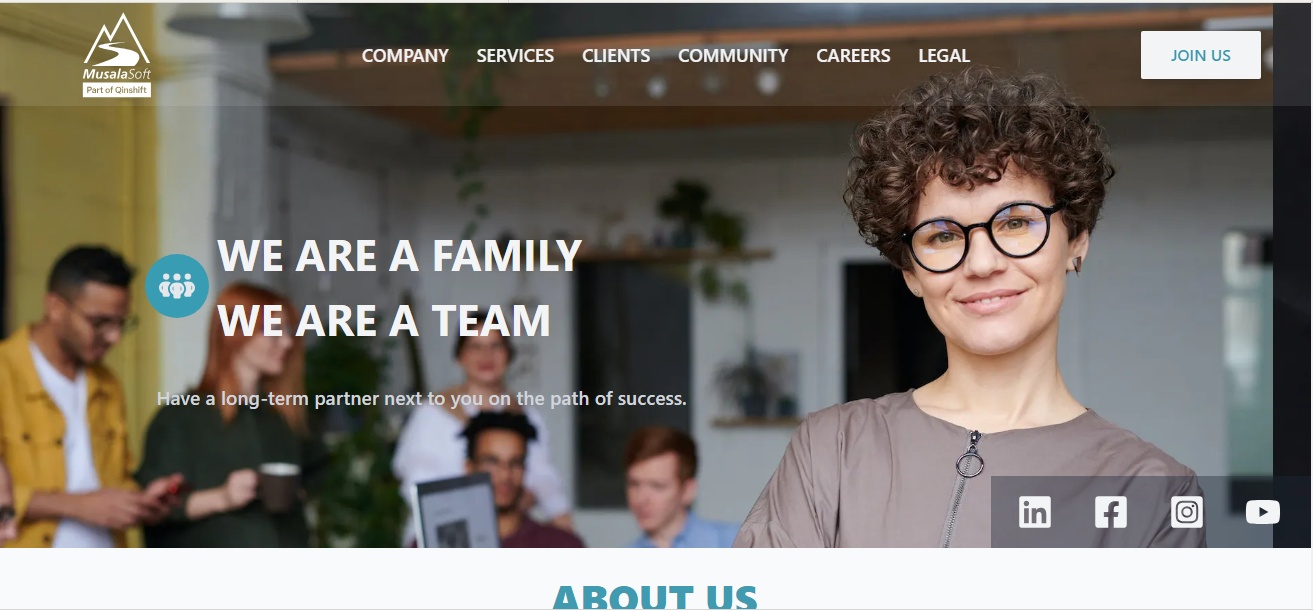 MusalaSoft
Part of Qinshift
COMPANY SERVICES CLIENTS COMMUNITY CAREERS LEGAL
JOIN US
WE ARE A FAMILY
WE ARE A TEAM
Have a long-term partner next to you on the path of success.
in
ABOUT US